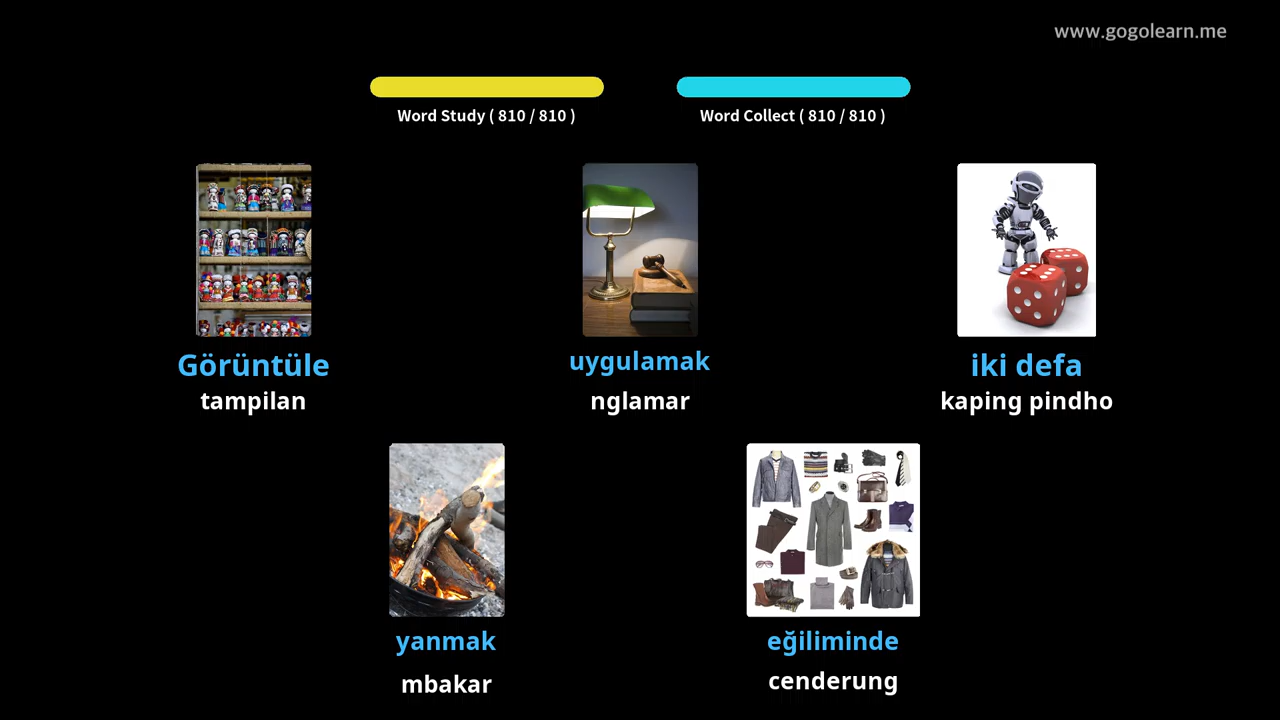 www.gogolearn.me
Word Study ( 810 / 810 )
Word Collect ( 810 / 810 )
Görüntüle
tampilan
uygulamak
nglamar
iki defa
kaping pindho
yanmak
mbakar
eğiliminde
cenderung